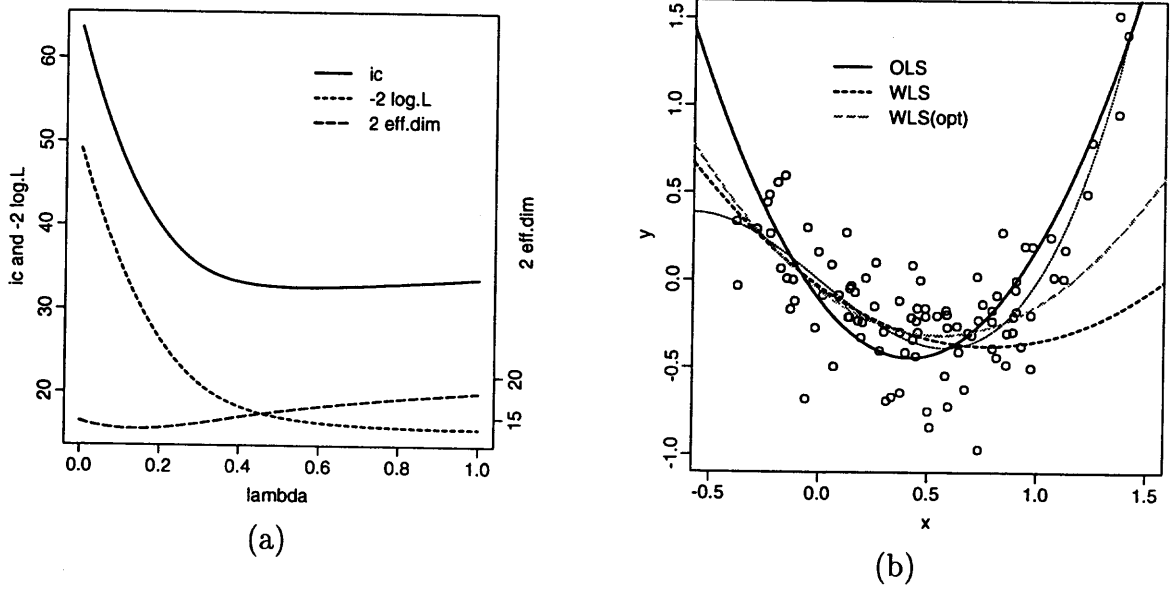 ic and -2 log.L
60
50
40
30
20
ic
-2 log.L
2 eff.dim
2 eff.dim
20
15
0.0 0.2 0.4 0.6 0.8 1.0
lambda
(a)
y
1.5
1.0
0.5
0.0
-0.5
-1.0
OLS
WLS
WLS(opt)
-0.5 0.0 0.5 1.0 1.5
x
(b)